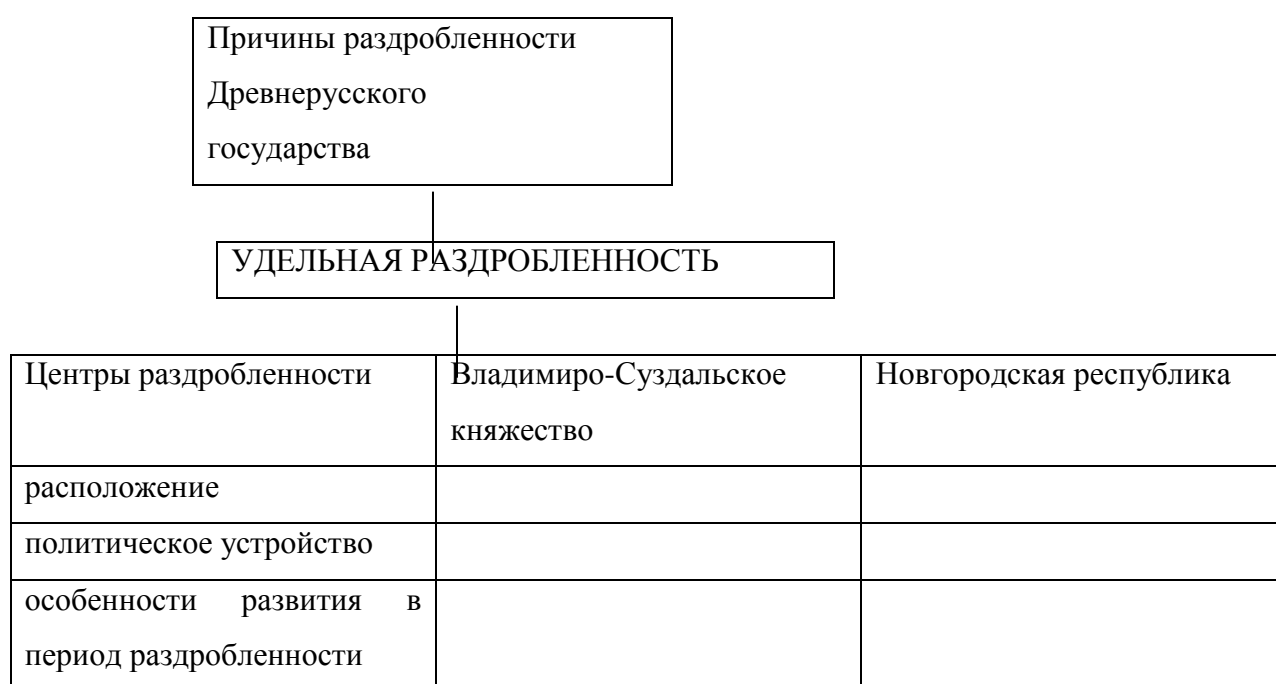 Причины раздробленности
Древнерусского
государства
УДЕЛЬНАЯ РАЗДРОБЛЕННОСТЬ
Центры раздробленности
Владимиро-Суздальское
княжество
Новгородская республика
расположение
политическое устройство
особенности развития в
период раздробленности